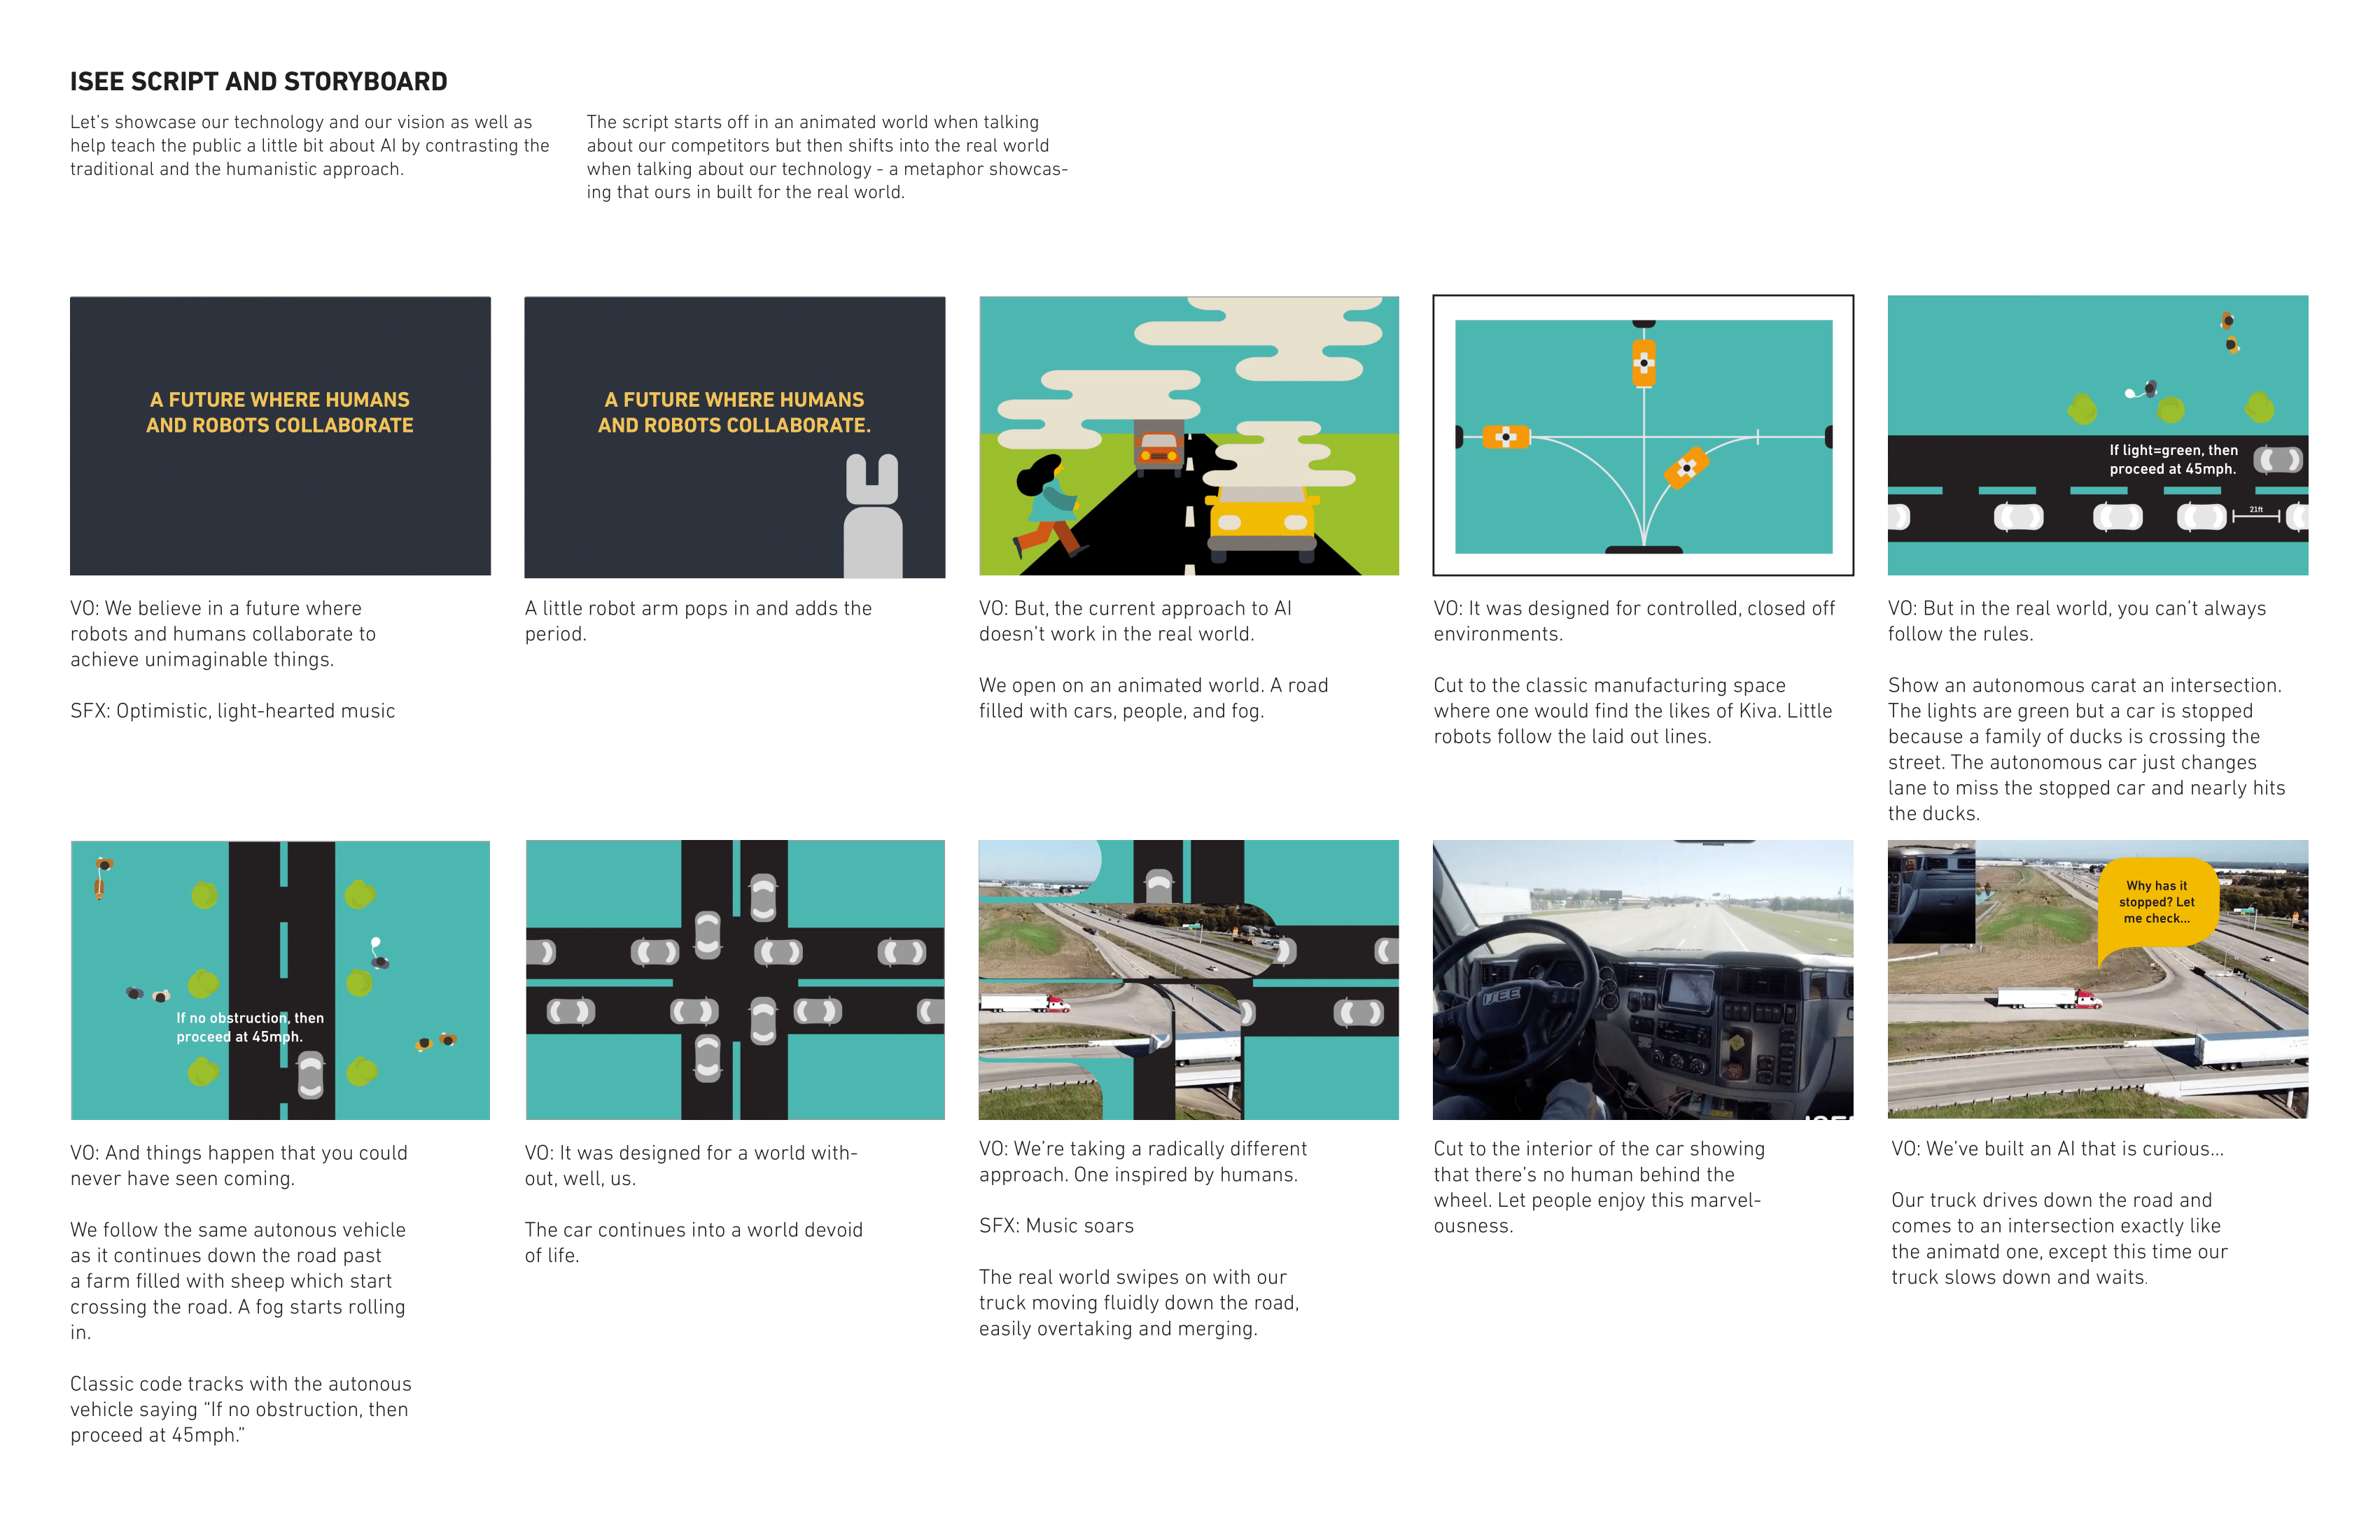 ISEE SCRIPT AND STORYBOARD
Let's showcase our technology and our vision as well as
help teach the public a little bit about AI by contrasting the
traditional and the humanistic approach.
The script starts off in an animated world when talking
about our competitors but then shifts into the real world
when talking about our technology - a metaphor showcas-
ing that ours in built for the real world.
A FUTURE WHERE HUMANS
AND ROBOTS COLLABORATE
VO: We believe in a future where
robots and humans collaborate to
achieve unimaginable things.
SFX: Optimistic, light-hearted music
A FUTURE WHERE HUMANS
AND ROBOTS COLLABORATE.
A little robot arm pops in and adds the
period.
VO: But, the current approach to AI
doesn't work in the real world.
We open on an animated world. A road
filled with cars, people, and fog.
VO: It was designed for controlled, closed off
environments.
Cut to the classic manufacturing space
where one would find the likes of Kiva. Little
robots follow the laid out lines.
If light=green, then
proceed at 45mph.
21ft
VO: But in the real world, you can't always
follow the rules.
Show an autonomous carat an intersection.
The lights are green but a car is stopped
because a family of ducks is crossing the
street. The autonomous car just changes
lane to miss the stopped car and nearly hits
the ducks.
If no obstruction, then
proceed at 45mph.
VO: And things happen that you could
never have seen coming.
We follow the same autonous vehicle
as it continues down the road past
a farm filled with sheep which start
crossing the road. A fog starts rolling
in.
Classic code tracks with the autonous
vehicle saying “If no obstruction, then
proceed at 45mph.”
VO: It was designed for a world with-
out, well, us.
The car continues into a world devoid
of life.
VO: We're taking a radically different
approach. One inspired by humans.
SFX: Music soars
The real world swipes on with our
truck moving fluidly down the road,
easily overtaking and merging.
ISEE
Cut to the interior of the car showing
that there's no human behind the
wheel. Let people enjoy this marvel-
ousness.
Why has it
stopped? Let
me check...
VO: We've built an AI that is curious...
Our truck drives down the road and
comes to an intersection exactly like
the animatd one, except this time our
truck slows down and waits.